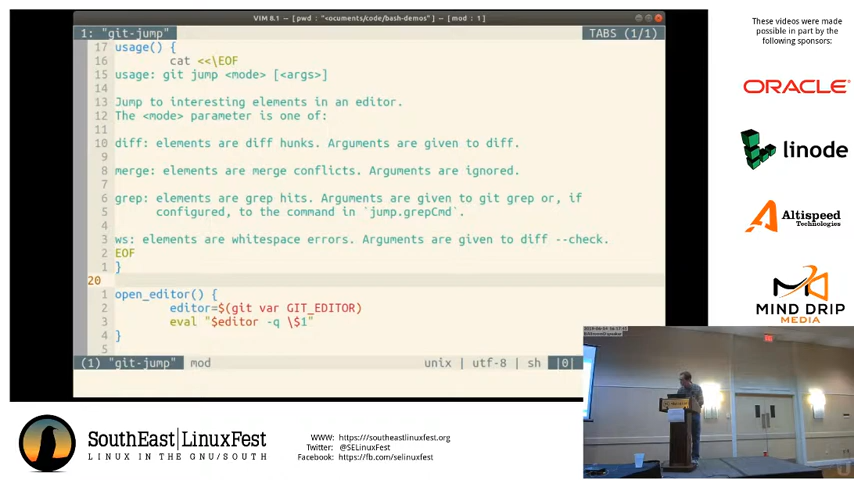 VIM 8.1 - [ pwd : "<ocuments/code/bash-demos" ] - [ mod : 1 ]
1: "git-jump" TABS (1/1)
17 usage() {
16 cat <<\EOF
15 usage: git jump <mode> [<args>]
14
13 Jump to interesting elements in an editor.
12 The <mode> parameter is one of:
11
10 diff: elements are diff hunks. Arguments are given to diff.
9
8 merge: elements are merge conflicts. Arguments are ignored.
7
6 grep: elements are grep hits. Arguments are given to git grep or, if
5 configured, to the command in `jump.grepCmd`.
4
3 ws: elements are whitespace errors. Arguments are given to diff --check.
2 EOF
1 }
20
1 open_editor() {
2 editor=$(git var GIT_EDITOR)
3 eval "$editor -q \$1"
4 }
5
(1) "git-jump" mod unix | utf-8 | sh |0|
These videos were made
possible in part by the
following sponsors:
ORACLE
linode
Altispeed
Technologies
MIND DRIP
MEDIA
SouthEast|LinuxFest
LINUX IN THE GNU/SOUTH
WWW: https://southeastlinuxfest.org
Twitter: @SELinuxFest
Facebook: https://fb.com/selinuxfest